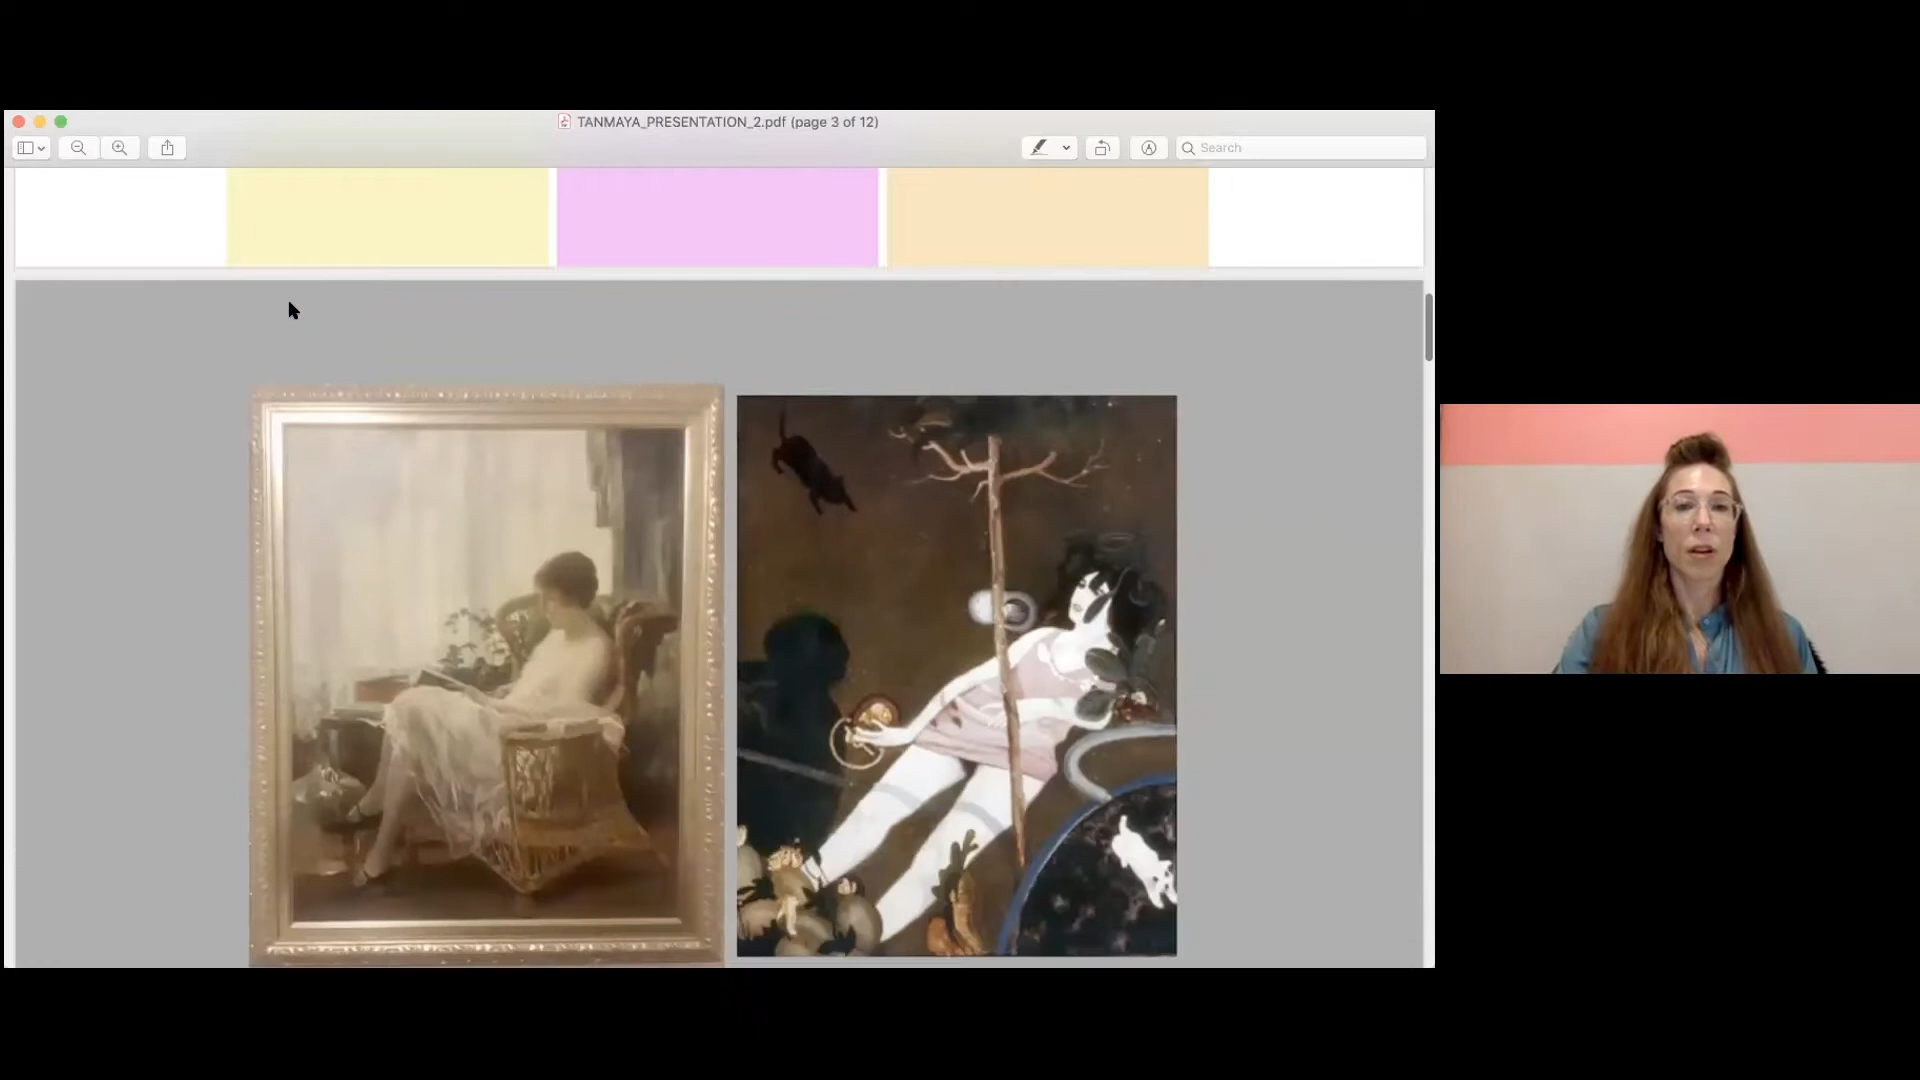 TANMAYA_PRESENTATION_2.pdf (page 3 of 12)
Search